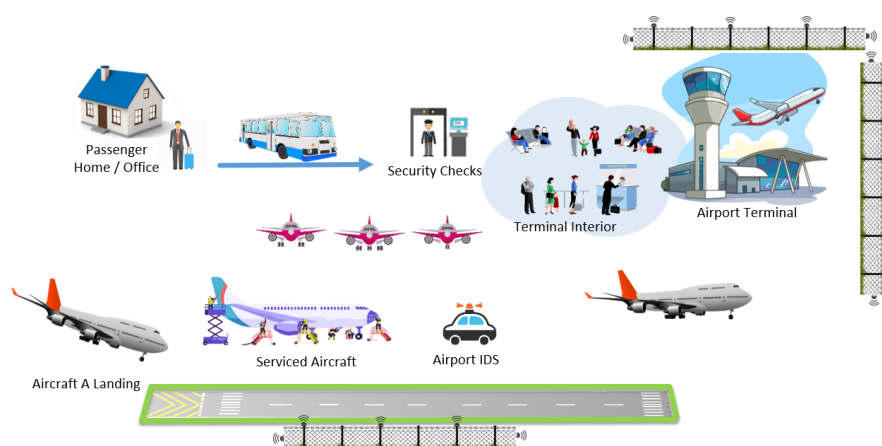 Passenger
Home / Office
Security Checks
Terminal Interior
Airport Terminal
Serviced Aircraft
Airport IDS
Aircraft A Landing